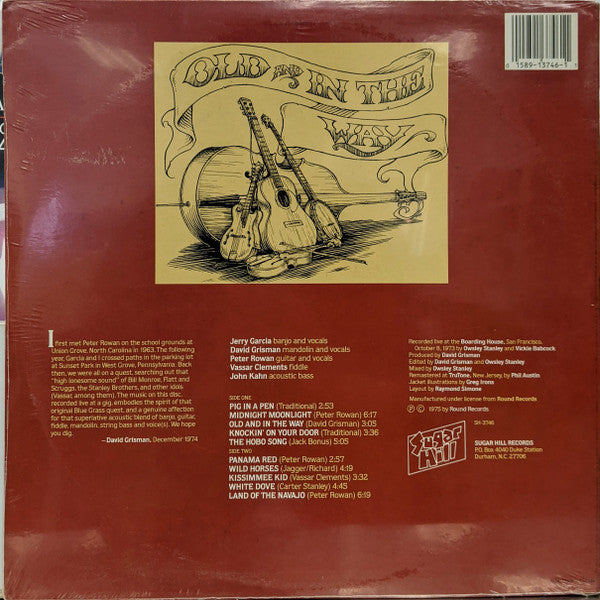 OLD AND IN THE
WAY
0 1589-13746-1 1
I first met Peter Rowan on the school grounds at
Union Grove, North Carolina in 1963. The following
year, Garcia and I crossed paths in the parking lot
at Sunset Park in West Grove, Pennsylvania. Back
then, we were all on a quest, searching out that
"high lonesome sound" of Bill Monroe, Flatt and
Scruggs, the Stanley Brothers, and other idols
(Vassar, among them). The music on this disc,
recorded live at a gig, embodies the spirit of that
original Blue Grass quest, and a genuine affection
for that superlative acoustic blend of banjo, guitar,
fiddle, mandolin, string bass and voice(s). We hope
you dig.
—David Grisman, December 1974
Jerry Garcia banjo and vocals
David Grisman mandolin and vocals
Peter Rowan guitar and vocals
Vassar Clements fiddle
John Kahn acoustic bass
SIDE ONE
PIG IN A PEN (Traditional) 2:53
MIDNIGHT MOONLIGHT (Peter Rowan) 6:17
OLD AND IN THE WAY (David Grisman) 3:05
KNOCKIN' ON YOUR DOOR (Traditional) 3:36
THE HOBO SONG (Jack Bonus) 5:05
SIDE TWO
PANAMA RED (Peter Rowan) 2:57
WILD HORSES (Jagger/Richard) 4:19
KISSIMMEE KID (Vassar Clements) 3:32
WHITE DOVE (Carter Stanley) 4:45
LAND OF THE NAVAJO (Peter Rowan) 6:19
Recorded live at the Boarding House, San Francisco,
October 8, 1973 by Owsley Stanley and Vickie Babcock
Produced by David Grisman
Edited by David Grisman and Owsley Stanley
Mixed by Owsley Stanley
Remastered at TruTone, New Jersey, by Phil Austin
Jacket illustrations by Greg Irons
Layout by Raymond Simone
Manufactured under license from Round Records
℗ © 1975 by Round Records
SH-3746
Sugar
Hill
SUGAR HILL RECORDS
P.O. Box 4040 Duke Station
Durham, N.C. 27706